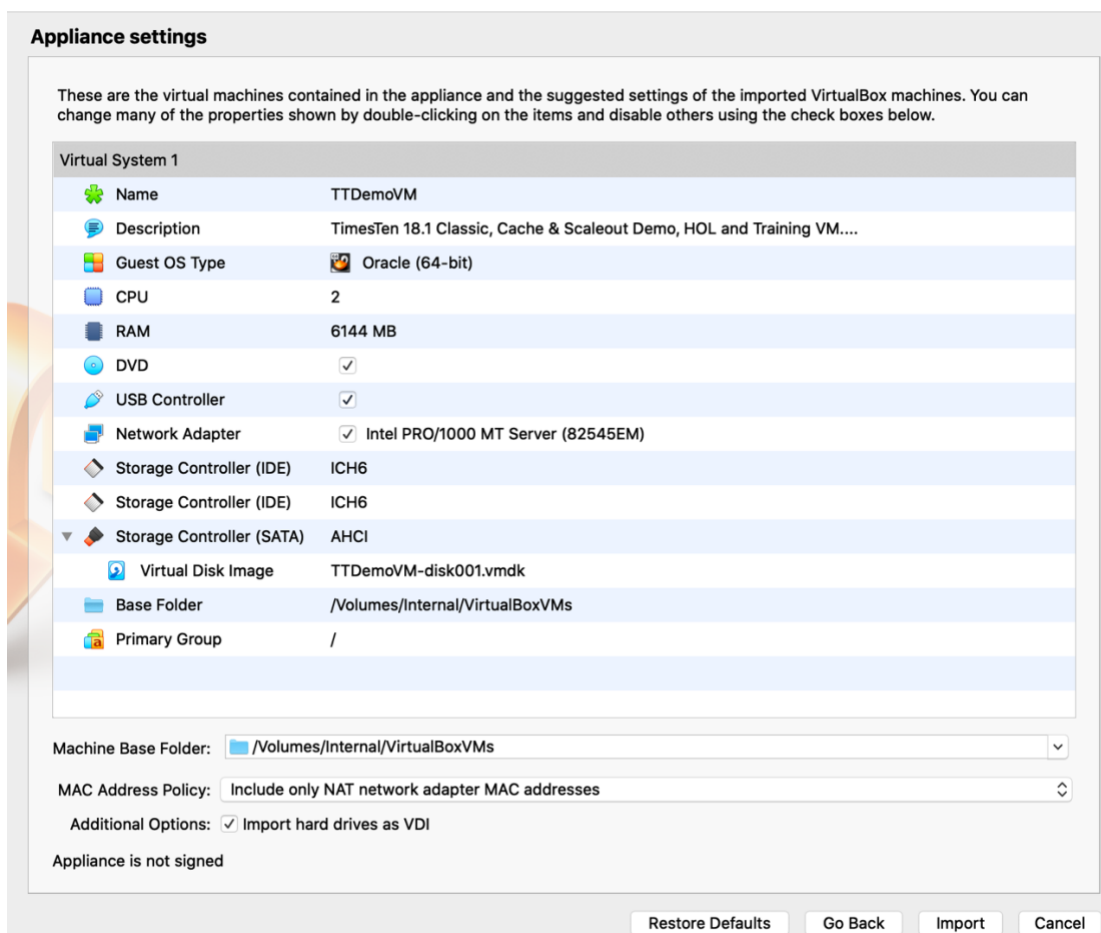 Appliance settings
These are the virtual machines contained in the appliance and the suggested settings of the imported VirtualBox machines. You can
change many of the properties shown by double-clicking on the items and disable others using the check boxes below.
Virtual System 1
Name TTDemoVM
Description TimesTen 18.1 Classic, Cache & Scaleout Demo, HOL and Training VM....
Guest OS Type Oracle (64-bit)
CPU 2
RAM 6144 MB
DVD
USB Controller
Network Adapter Intel PRO/1000 MT Server (82545EM)
Storage Controller (IDE) ICH6
Storage Controller (IDE) ICH6
Storage Controller (SATA) AHCI
Virtual Disk Image TTDemoVM-disk001.vmdk
Base Folder /Volumes/Internal/VirtualBoxVMs
Primary Group /
Machine Base Folder: /Volumes/Internal/VirtualBoxVMs
MAC Address Policy: Include only NAT network adapter MAC addresses
Additional Options: Import hard drives as VDI
Appliance is not signed
Restore Defaults Go Back Import Cancel